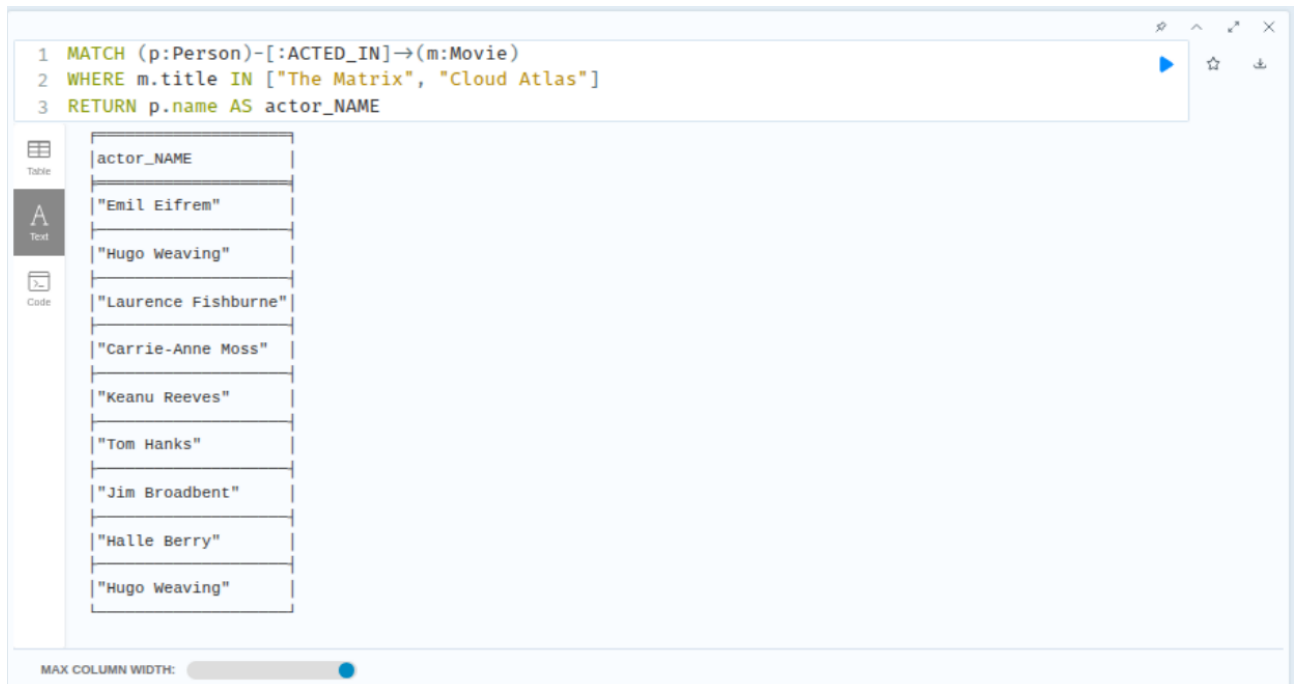 1 MATCH (p:Person)-[:ACTED_IN]→(m:Movie)
2 WHERE m.title IN ["The Matrix", "Cloud Atlas"]
3 RETURN p.name AS actor_NAME
Table
A
Text
Code
actor_NAME
"Emil Eifrem"
"Hugo Weaving"
"Laurence Fishburne"
"Carrie-Anne Moss"
"Keanu Reeves"
"Tom Hanks"
"Jim Broadbent"
"Halle Berry"
"Hugo Weaving"
MAX COLUMN WIDTH: